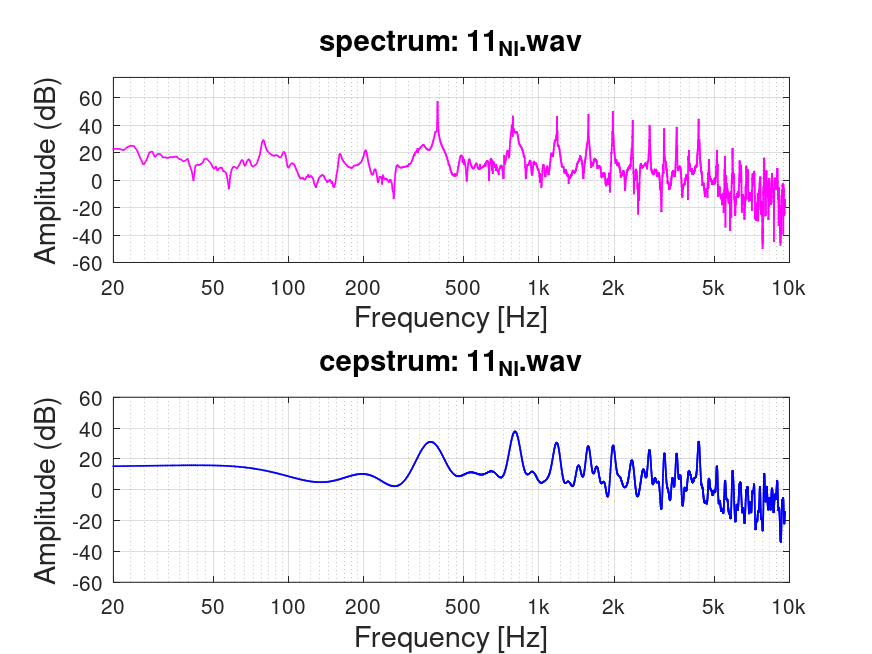 spectrum: 11NI.wav
Amplitude (dB)
60
40
20
0
-20
-40
-60
20 50 100 200 500 1k 2k 5k 10k
Frequency [Hz]
cepstrum: 11NI.wav
Amplitude (dB)
60
40
20
0
-20
-40
-60
20 50 100 200 500 1k 2k 5k 10k
Frequency [Hz]